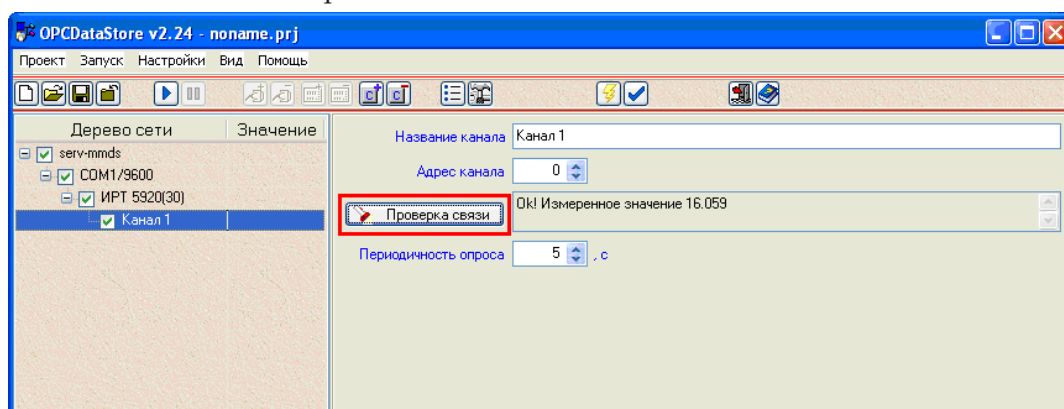 OPCDataStore v2.24 - noname.prj
Проект Запуск Настройки Вид Помощь
Дерево сети Значение
serv-mmds
COM1/9600
ИРТ 5920(30)
Канал 1
Название канала Канал 1
Адрес канала 0
Проверка связи Ok! Измеренное значение 16.059
Периодичность опроса 5 , с